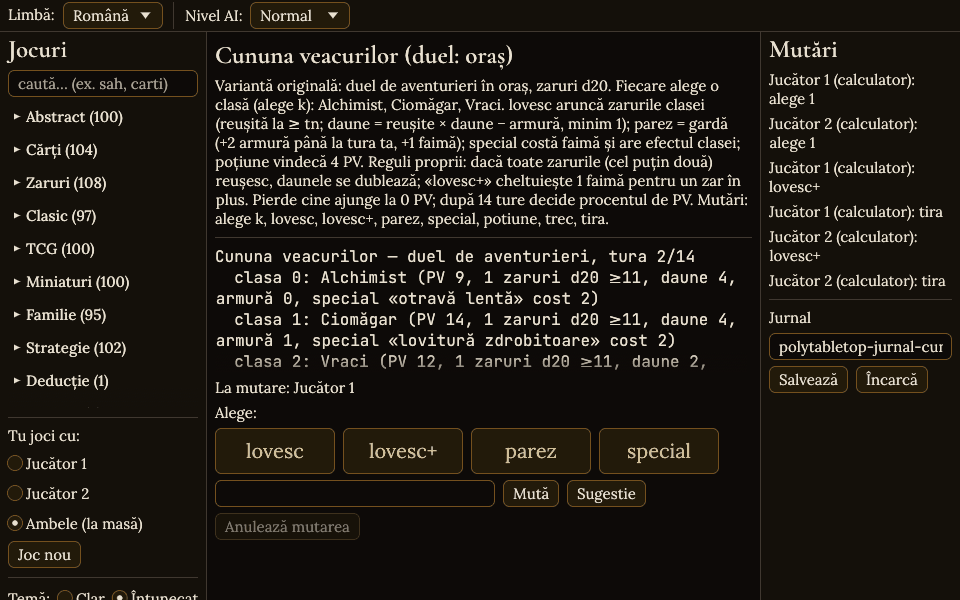 Limbă: Română ▼ Nivel AI: Normal ▼
Jocuri
caută... (ex. sah, carti)
▸ Abstract (100)
▸ Cărți (104)
▸ Zaruri (108)
▸ Clasic (97)
▸ TCG (100)
▸ Miniaturi (100)
▸ Familie (95)
▸ Strategie (102)
▸ Deducție (1)
Tu joci cu:
Jucător 1
Jucător 2
Ambele (la masă)
Joc nou
Temă: Clar Întunecat
Cununa veacurilor (duel: oraș)
Variantă originală: duel de aventurieri în oraș, zaruri d20. Fiecare alege o
clasă (alege k): Alchimist, Ciomăgar, Vraci. lovesc aruncă zarurile clasei
(reușită la ≥ tn; daune = reușite × daune − armură, minim 1); parez = gardă
(+2 armură până la tura ta, +1 faimă); special costă faimă și are efectul clasei;
poțiune vindecă 4 PV. Reguli proprii: dacă toate zarurile (cel puțin două)
reușesc, daunele se dublează; «lovesc+» cheltuiește 1 faimă pentru un zar în
plus. Pierde cine ajunge la 0 PV; după 14 ture decide procentul de PV. Mutări:
alege k, lovesc, lovesc+, parez, special, potiune, trec, tira.
Cununa veacurilor — duel de aventurieri, tura 2/14
clasa 0: Alchimist (PV 9, 1 zaruri d20 ≥11, daune 4,
armură 0, special «otravă lentă» cost 2)
clasa 1: Ciomăgar (PV 14, 1 zaruri d20 ≥11, daune 4,
armură 1, special «lovitură zdrobitoare» cost 2)
clasa 2: Vraci (PV 12, 1 zaruri d20 ≥11, daune 2,
La mutare: Jucător 1
Alege:
lovesc lovesc+ parez special
Mută Sugestie
Anulează mutarea
Mutări
Jucător 1 (calculator):
alege 1
Jucător 2 (calculator):
alege 1
Jucător 1 (calculator):
lovesc+
Jucător 1 (calculator): tira
Jucător 2 (calculator):
lovesc+
Jucător 2 (calculator): tira
Jurnal
polytabletop-jurnal-cur
Salvează Încarcă